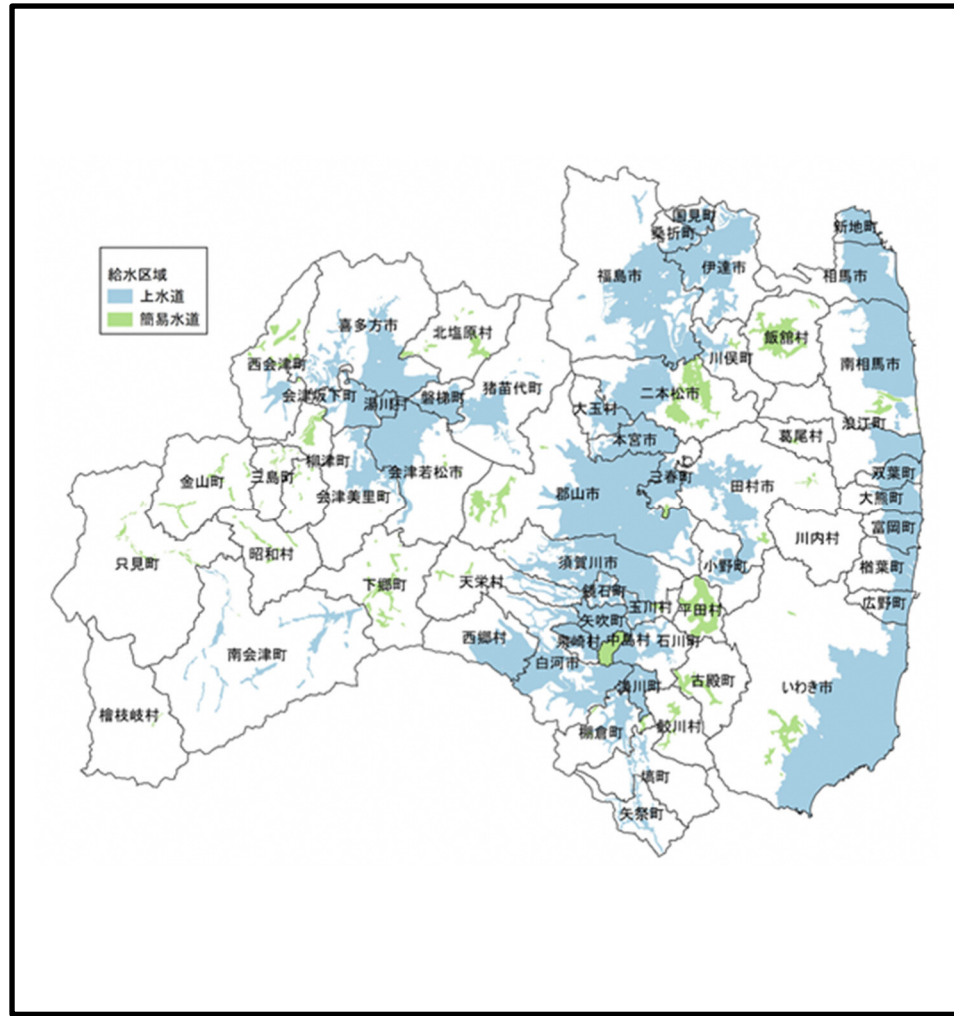 給水区域
上水道
簡易水道
国見町
桑折町
新地町
福島市
伊達市
相馬市
喜多方市
北塩原村
飯舘村
川俣町
西会津町
南相馬市
猪苗代町
会津坂下町
湯川村
磐梯町
二本松市
大玉村
浪江町
葛尾村
本宮市
柳津町
会津若松市
三春町
双葉町
金山町
三島町
田村市
郡山市
会津美里町
大熊町
富岡町
川内村
昭和村
只見町
須賀川市
小野町
楢葉町
下郷町
天栄村
鏡石町
広野町
玉川村
平田村
矢吹町
西郷村
泉崎村
中島村
石川町
南会津町
白河市
浅川町
古殿町
いわき市
檜枝岐村
棚倉町
鮫川村
塙町
矢祭町